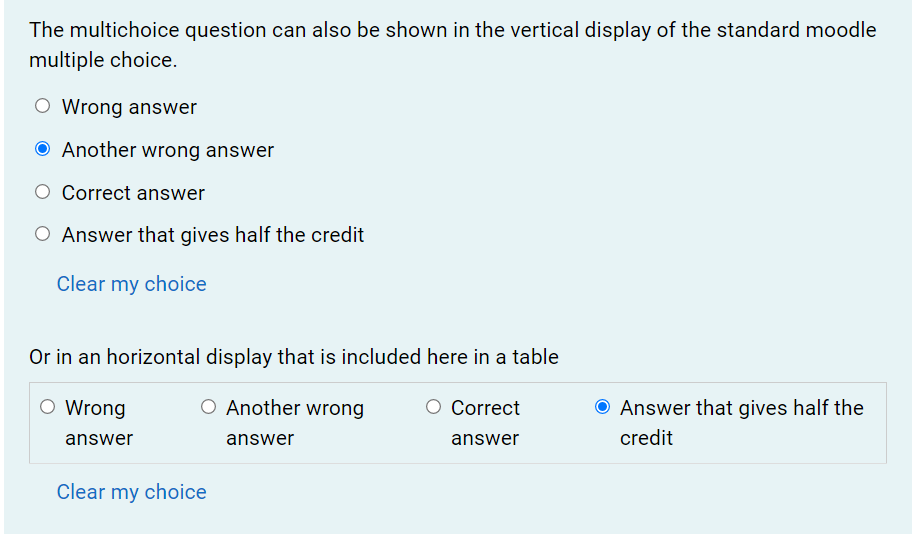 The multichoice question can also be shown in the vertical display of the standard moodle
multiple choice.
Wrong answer
Another wrong answer
Correct answer
Answer that gives half the credit
Clear my choice
Or in an horizontal display that is included here in a table
Wrong
answer
Another wrong
answer
Correct
answer
Answer that gives half the
credit
Clear my choice